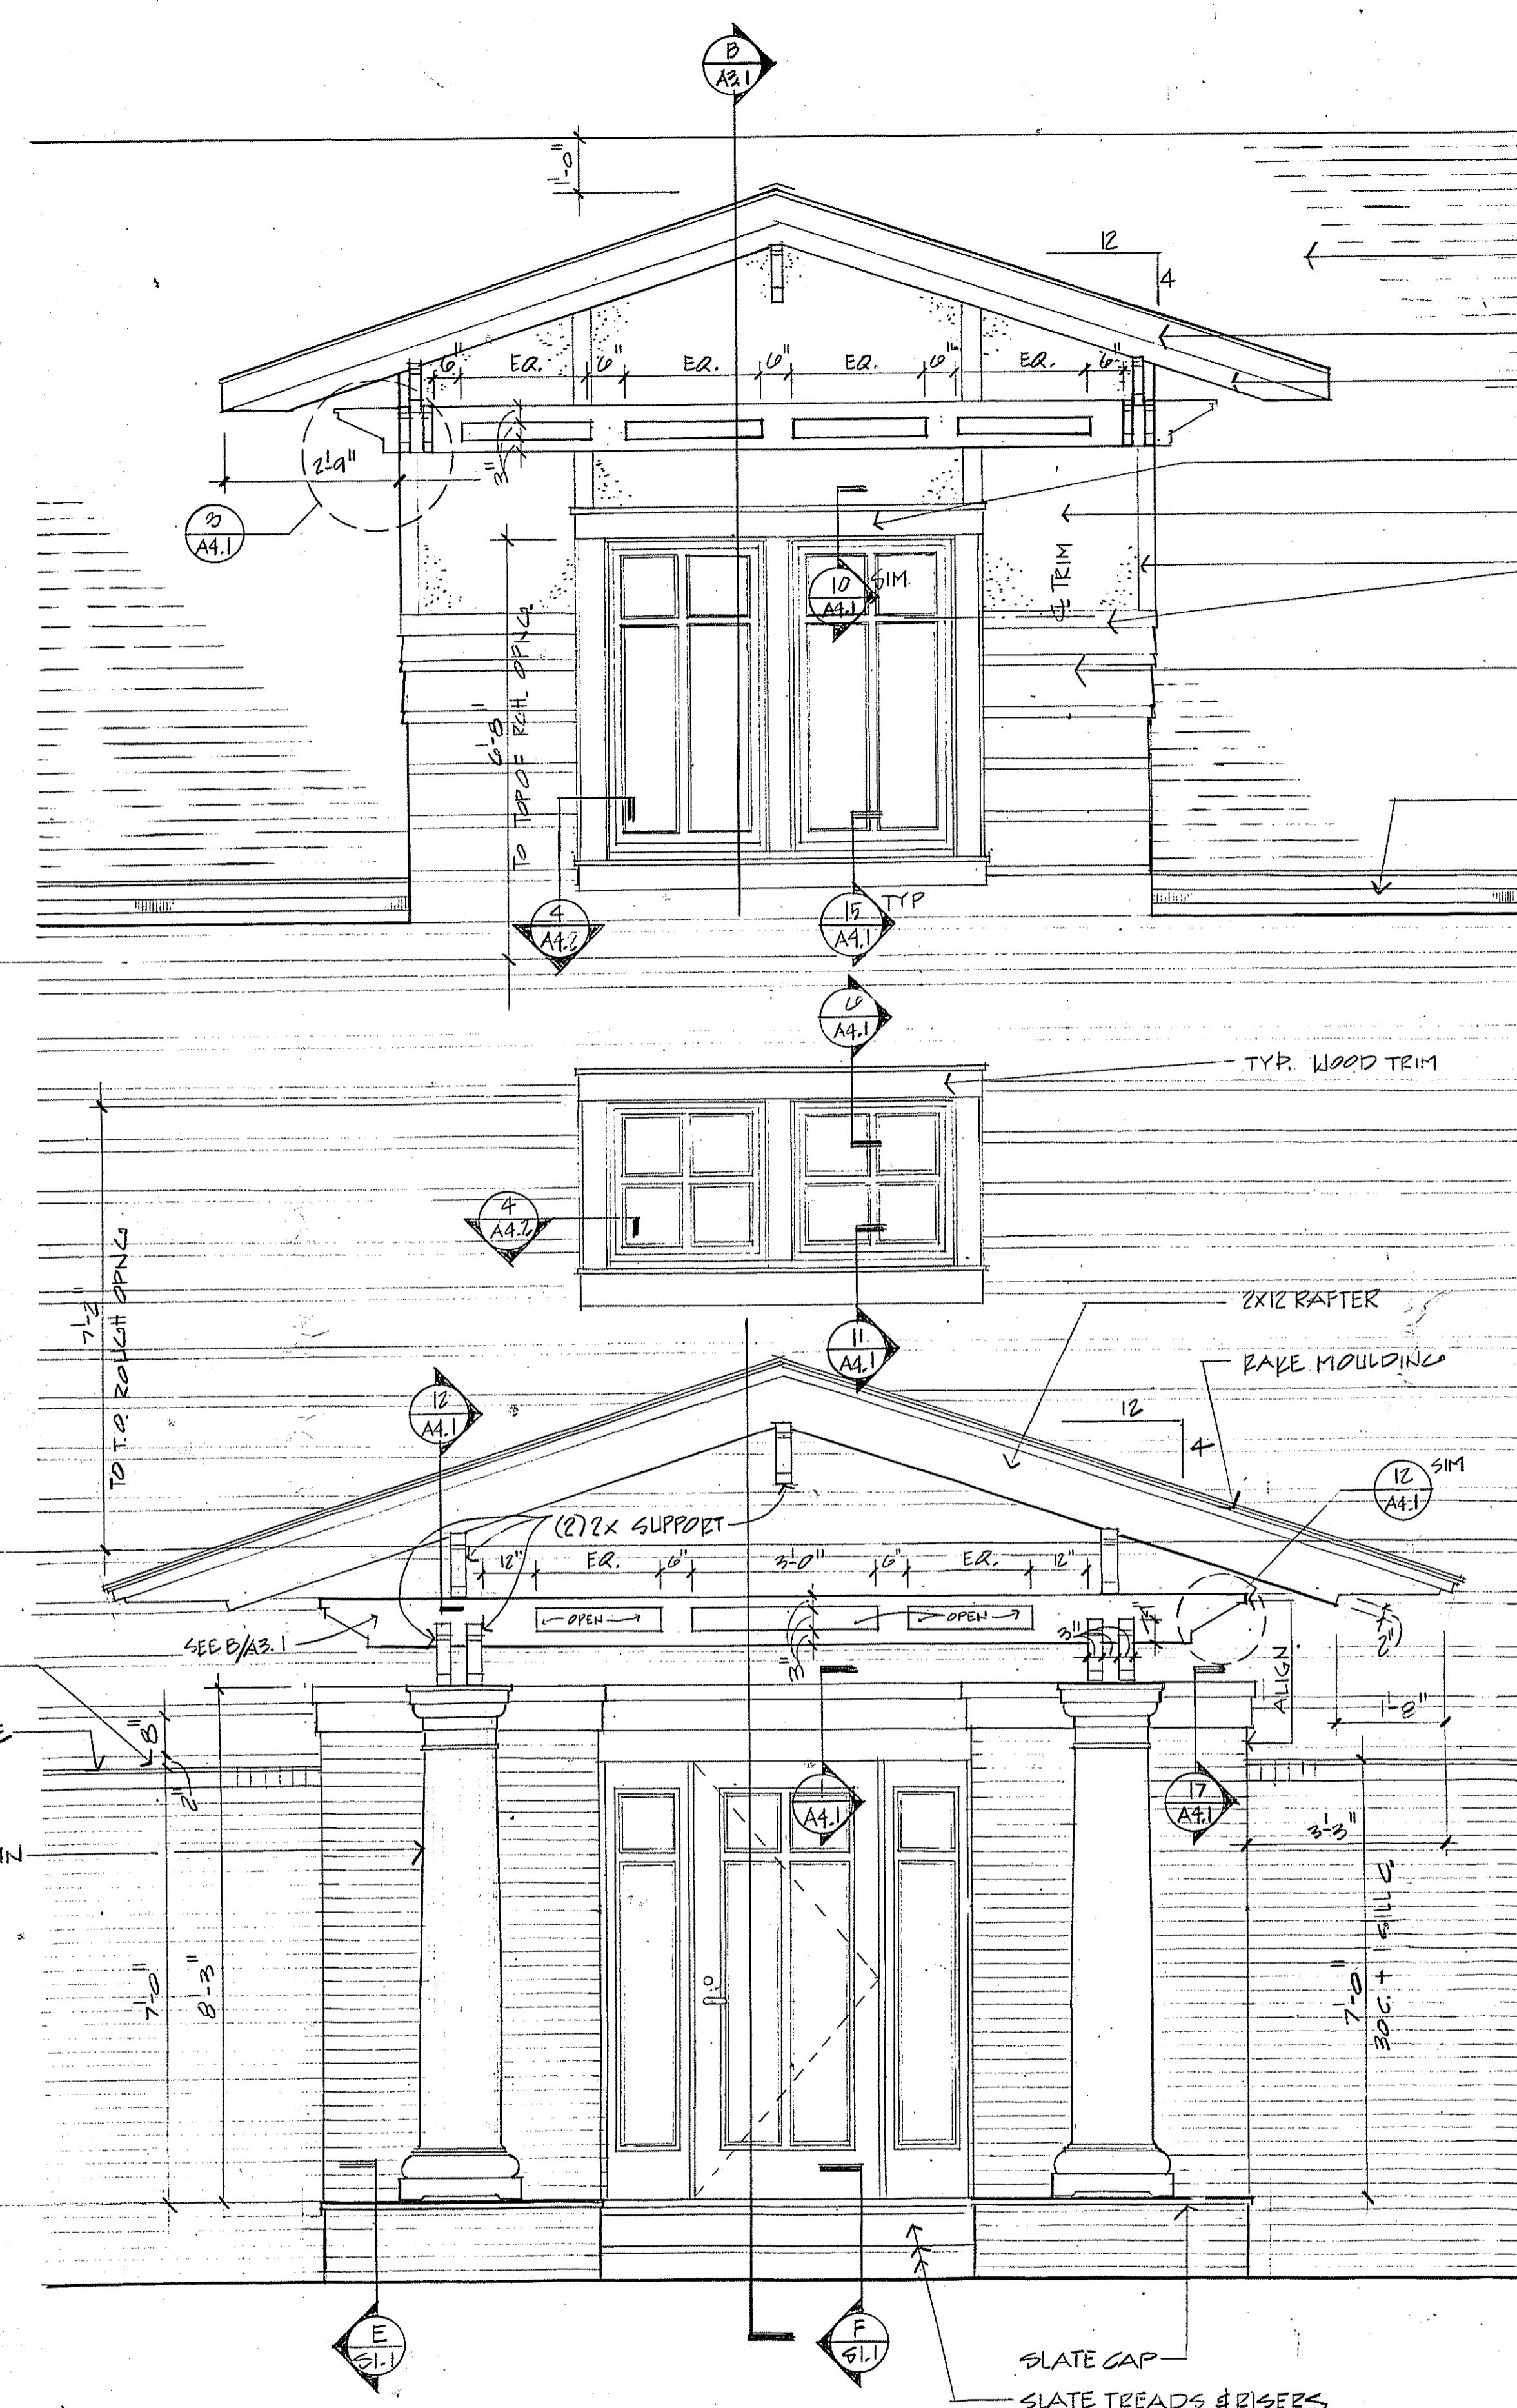 B
A3.1
1'-0"
12
4
6"
EQ.
6"
EQ.
6"
EQ.
6"
EQ.
6"
2'-9"
3"
3
A4.1
10
A4.1
SIM.
℄ TRIM
6'-8"
TO TOP OF RGH. OPNG.
4
A4.2
15
A4.1
TYP
6
A4.1
TYP. WOOD TRIM
4
A4.2
7'-2"
TO T.O. ROUGH OPNG
11
A4.1
2X12 RAFTER
RAKE MOULDING
12
A4.1
12
4
12
A4.1
SIM
(2) 2X SUPPORT
12"
EQ.
6"
3'-0"
6"
EQ.
12"
OPEN
OPEN
SEE B/A3.1
3"
3"
2"
ALIGN
1'-8"
8"
2"
A4.1
17
A4.1
3'-3"
7'-0"
8'-3"
7'-0"
30 C. + 1 SILL C.
E
S1.1
F
S1.1
SLATE CAP
SLATE TREADS & RISERS